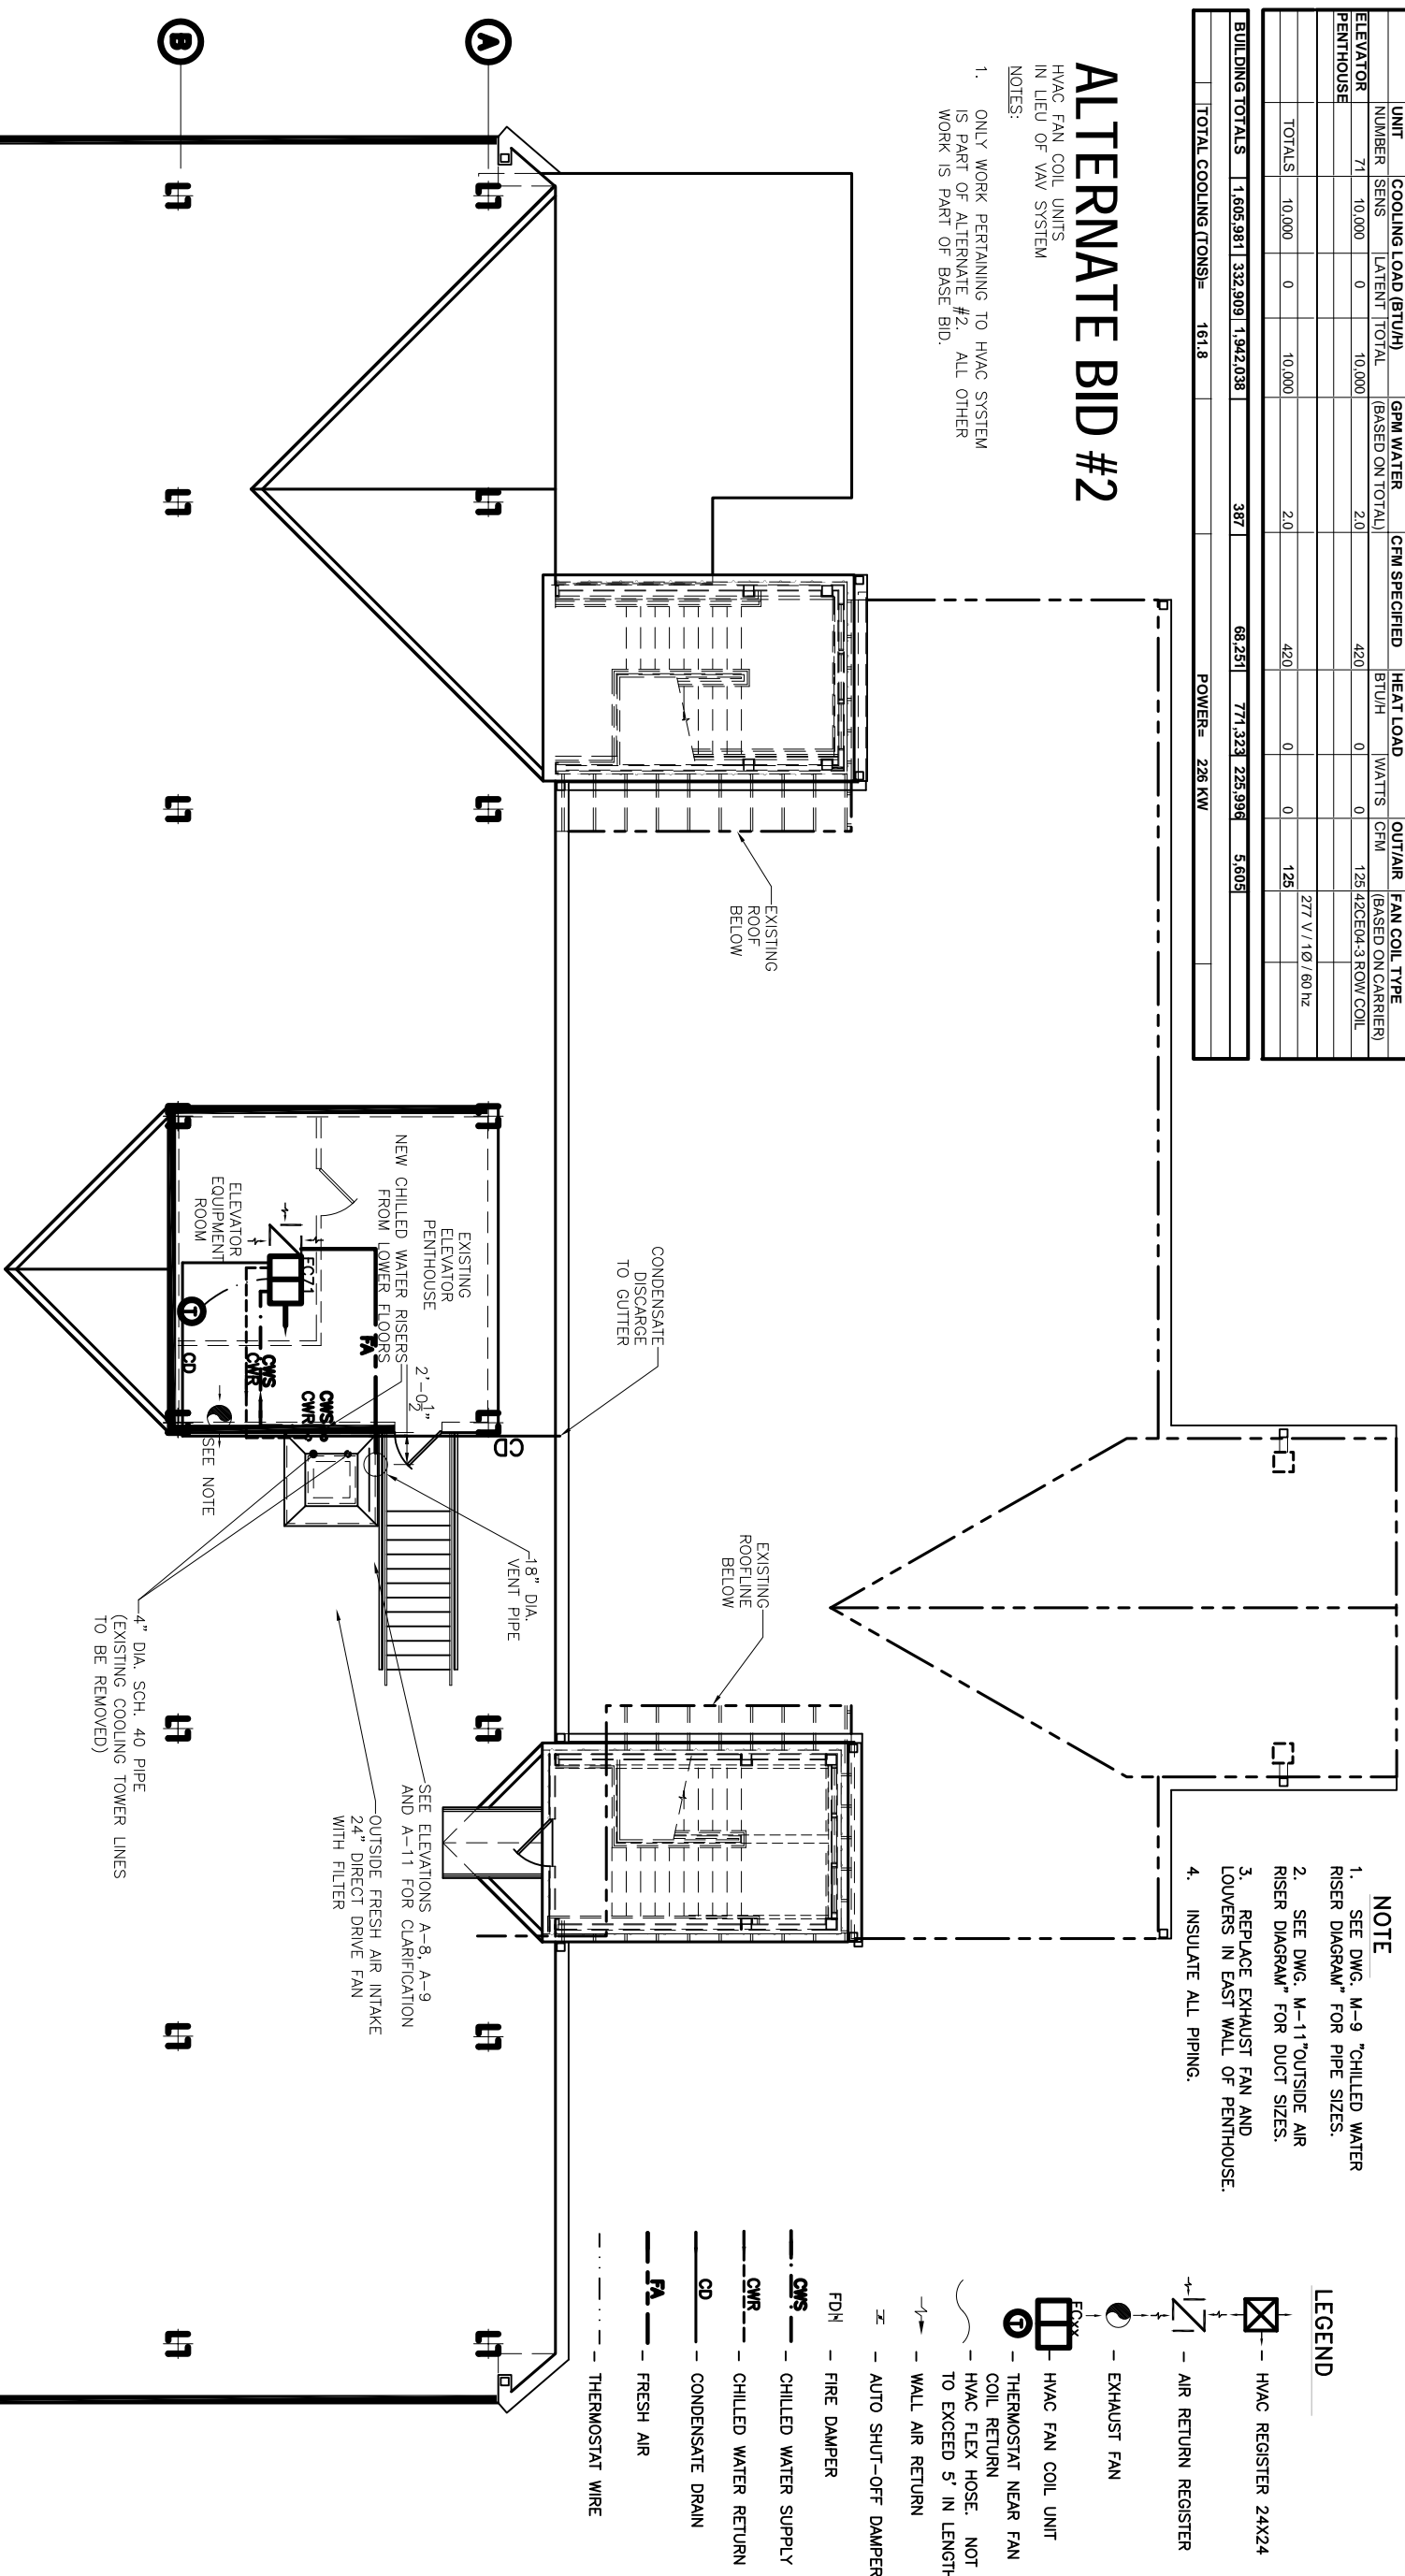 UNIT COOLING LOAD (BTU/H) GPM WATER CFM SPECIFIED HEAT LOAD OUT/AIR FAN COIL TYPE
NUMBER SENS LATENT TOTAL (BASED ON TOTAL) BTU/H WATTS CFM (BASED ON CARRIER)
ELEVATOR 71 10,000 0 10,000 2.0 420 0 0 125 42CE04-3 ROW COIL
PENTHOUSE
277 V / 1Ø / 60 hz
TOTALS 10,000 0 10,000 2.0 420 0 0 125
BUILDING TOTALS 1,605,981 332,909 1,942,038 387 68,251 771,323 225,996 5,605
TOTAL COOLING (TONS)= 161.8 POWER= 226 KW
ALTERNATE BID #2
HVAC FAN COIL UNITS
IN LIEU OF VAV SYSTEM
NOTES:
1. ONLY WORK PERTAINING TO HVAC SYSTEM
IS PART OF ALTERNATE #2. ALL OTHER
WORK IS PART OF BASE BID.
A
B
EXISTING
ROOF
BELOW
CONDENSATE
DISCARGE
TO GUTTER
EXISTING
ROOFLINE
BELOW
EXISTING
ELEVATOR
PENTHOUSE
NEW CHILLED WATER RISERS
FROM LOWER FLOORS
2'-0½"
CD
ELEVATOR
EQUIPMENT
ROOM
FC71
T
FA
CWS
CWR
CWS
CWR
CD
SEE NOTE
18" DIA.
VENT PIPE
SEE ELEVATIONS A-8, A-9
AND A-11 FOR CLARIFICATION
OUTSIDE FRESH AIR INTAKE
24" DIRECT DRIVE FAN
WITH FILTER
4" DIA. SCH. 40 PIPE
(EXISTING COOLING TOWER LINES
TO BE REMOVED)
NOTE
1. SEE DWG. M-9 "CHILLED WATER
RISER DIAGRAM" FOR PIPE SIZES.
2. SEE DWG. M-11"OUTSIDE AIR
RISER DIAGRAM" FOR DUCT SIZES.
3. REPLACE EXHAUST FAN AND
LOUVERS IN EAST WALL OF PENTHOUSE.
4. INSULATE ALL PIPING.
LEGEND
- HVAC REGISTER 24X24
- AIR RETURN REGISTER
- EXHAUST FAN
FCXX - HVAC FAN COIL UNIT
T - THERMOSTAT NEAR FAN
COIL RETURN
- HVAC FLEX HOSE. NOT
TO EXCEED 5' IN LENGTH
- WALL AIR RETURN
- AUTO SHUT-OFF DAMPER
FD - FIRE DAMPER
CWS - CHILLED WATER SUPPLY
CWR - CHILLED WATER RETURN
CD - CONDENSATE DRAIN
FA - FRESH AIR
- THERMOSTAT WIRE